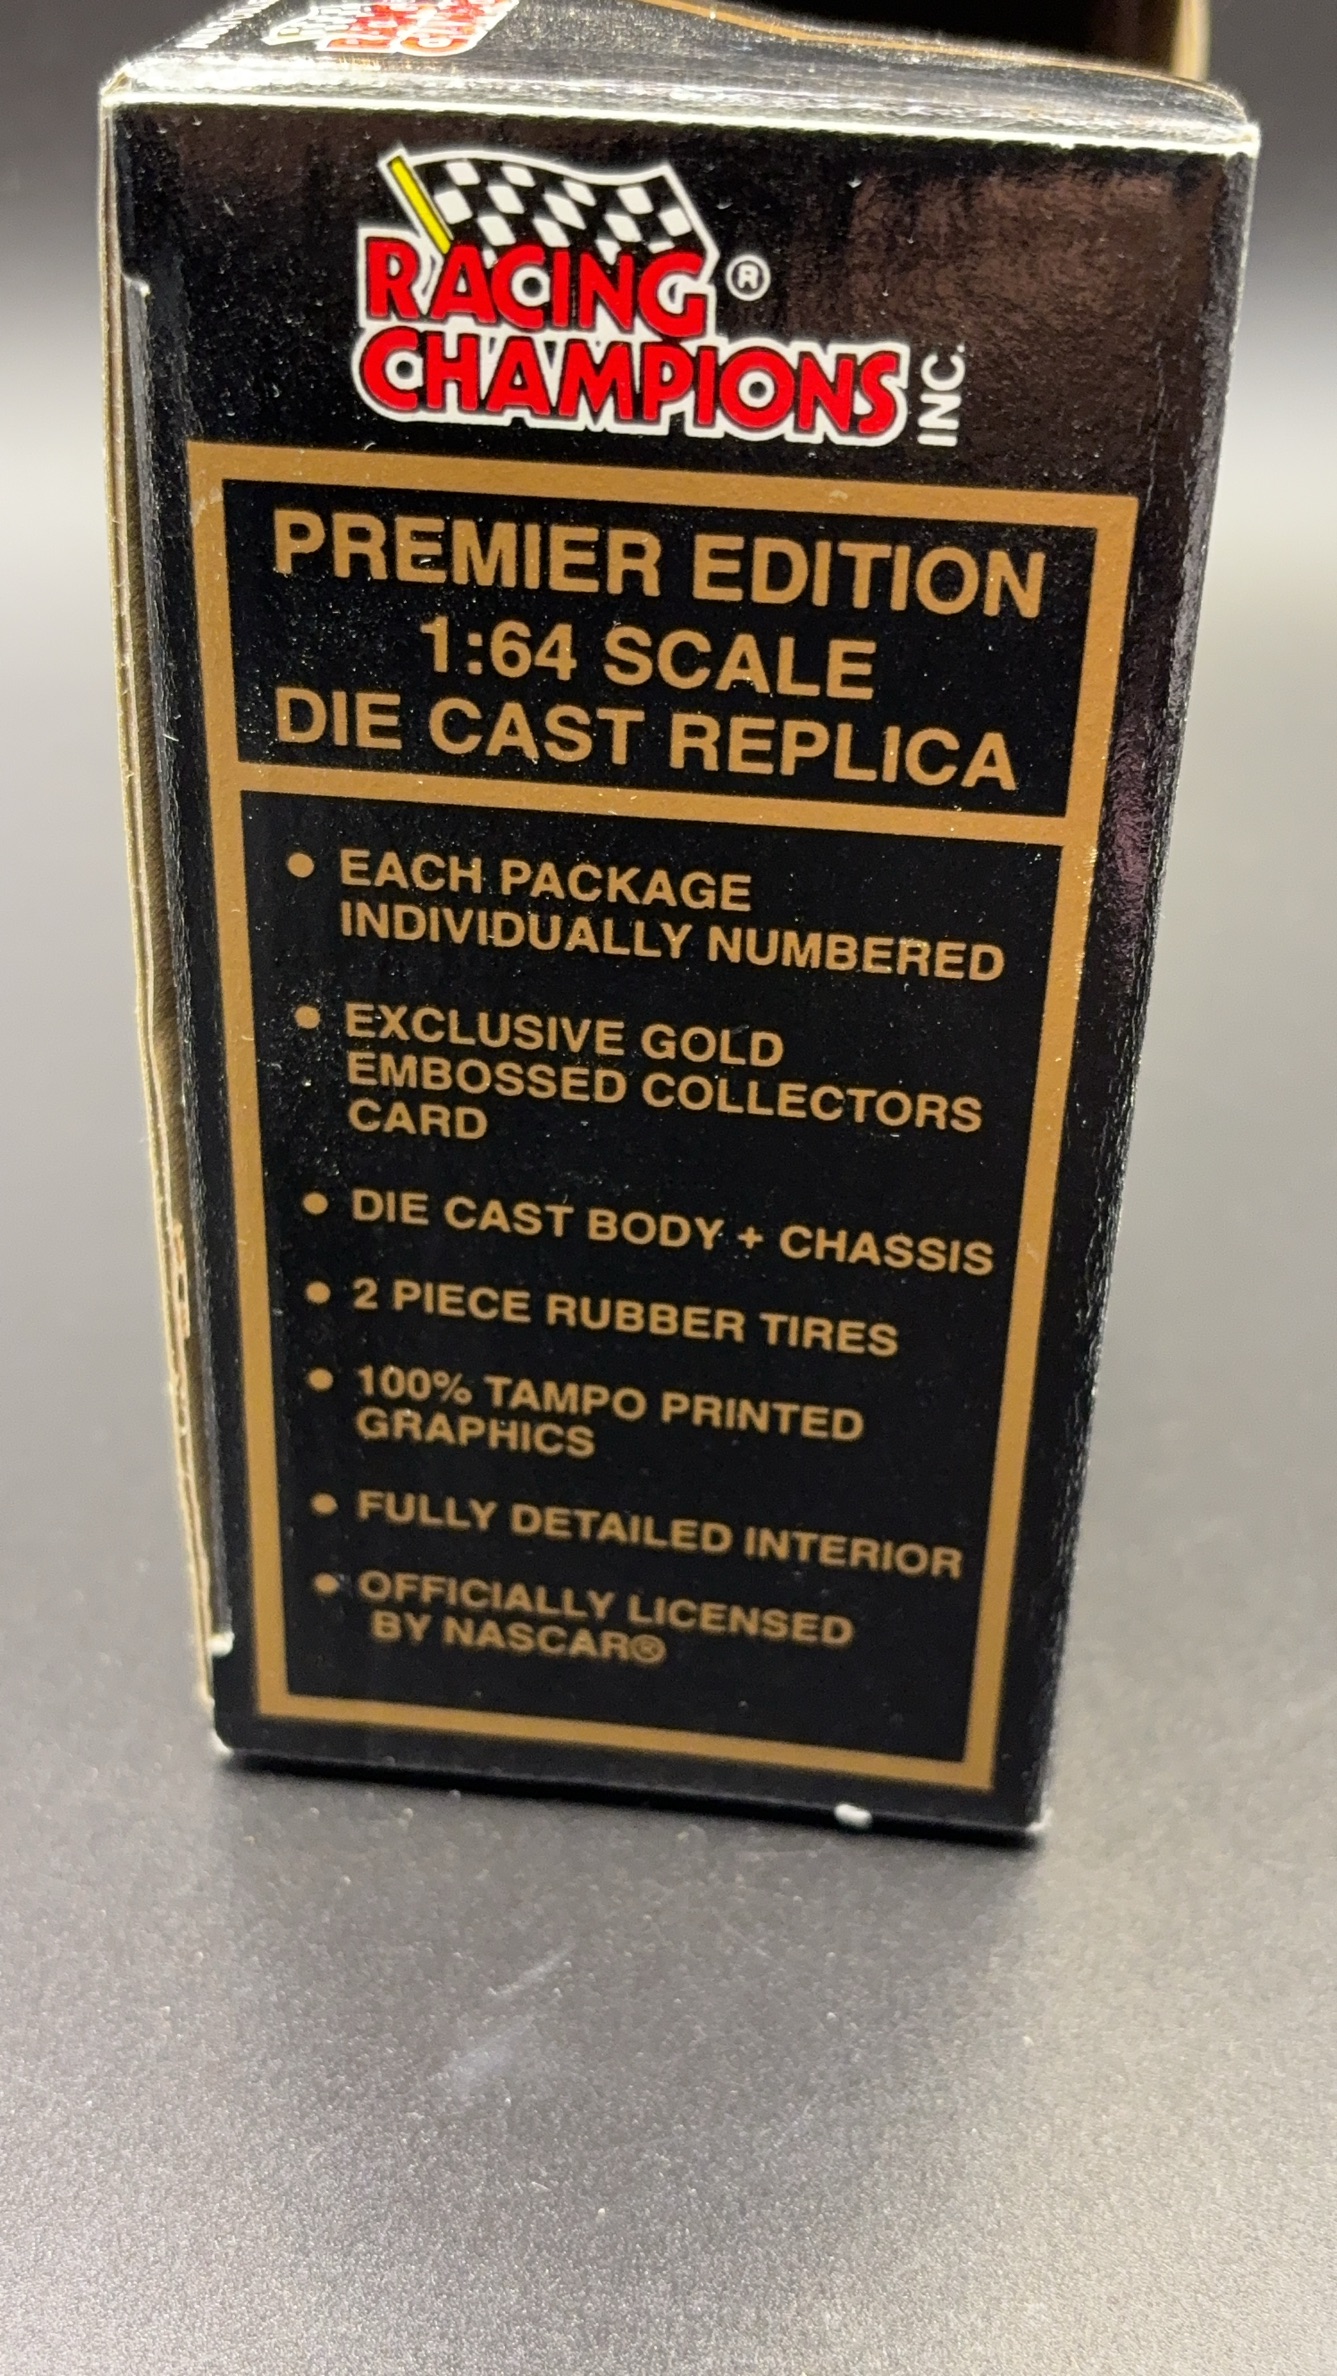 RACING ®
CHAMPIONS INC.
PREMIER EDITION
1:64 SCALE
DIE CAST REPLICA
• EACH PACKAGE
INDIVIDUALLY NUMBERED
• EXCLUSIVE GOLD
EMBOSSED COLLECTORS
CARD
• DIE CAST BODY + CHASSIS
• 2 PIECE RUBBER TIRES
• 100% TAMPO PRINTED
GRAPHICS
• FULLY DETAILED INTERIOR
• OFFICIALLY LICENSED
BY NASCAR®